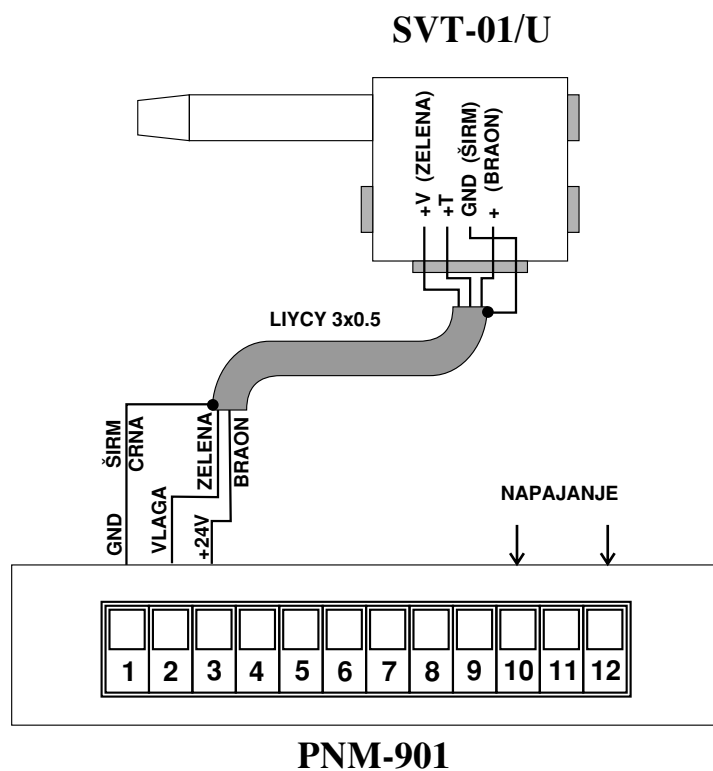 SVT-01/U
+V (ZELENA)
+T
GND (ŠIRM)
+ (BRAON)
LIYCY 3x0.5
ŠIRM
CRNA
ZELENA
BRAON
GND
VLAGA
+24V
NAPAJANJE
1 2 3 4 5 6 7 8 9 10 11 12
PNM-901